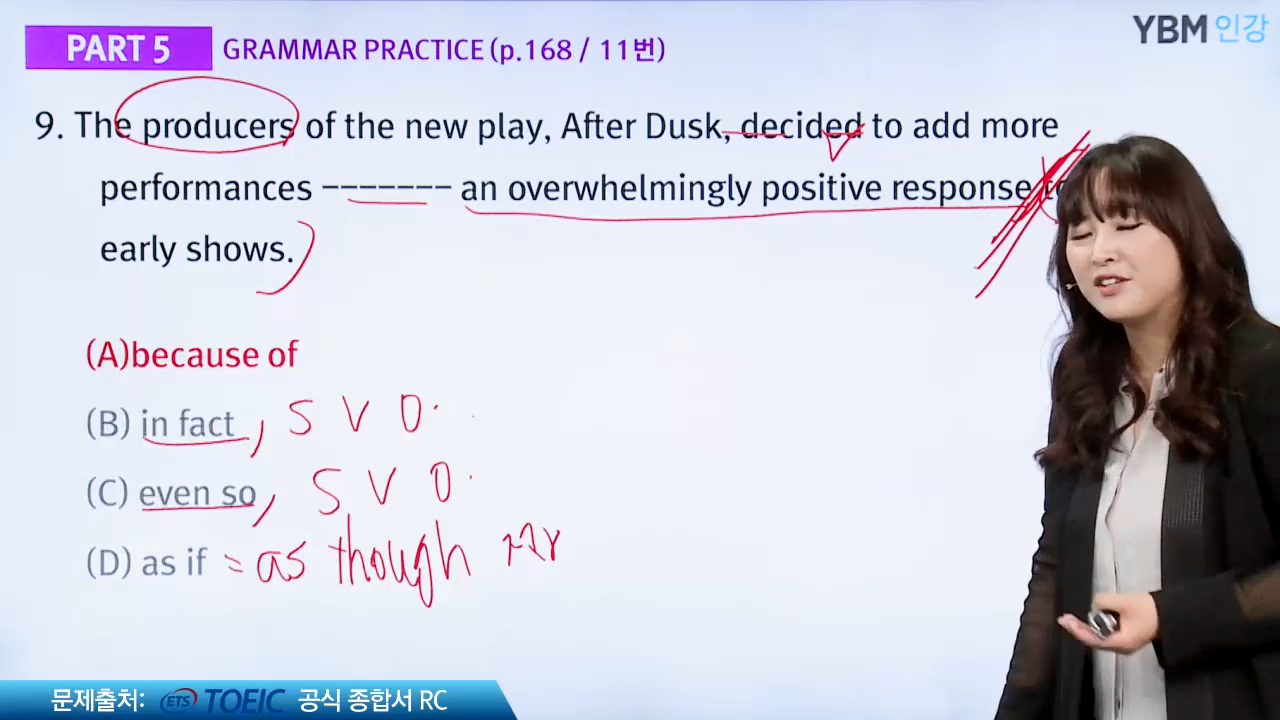 PART 5 GRAMMAR PRACTICE (p.168 / 11번)
YBM 인강
9. The producers of the new play, After Dusk, decided to add more
performances ------- an overwhelmingly positive response
early shows.
(A)because of
(B) in fact, S V O.
(C) even so, S V O.
(D) as if = as though
문제출처: ETS TOEIC 공식 종합서 RC